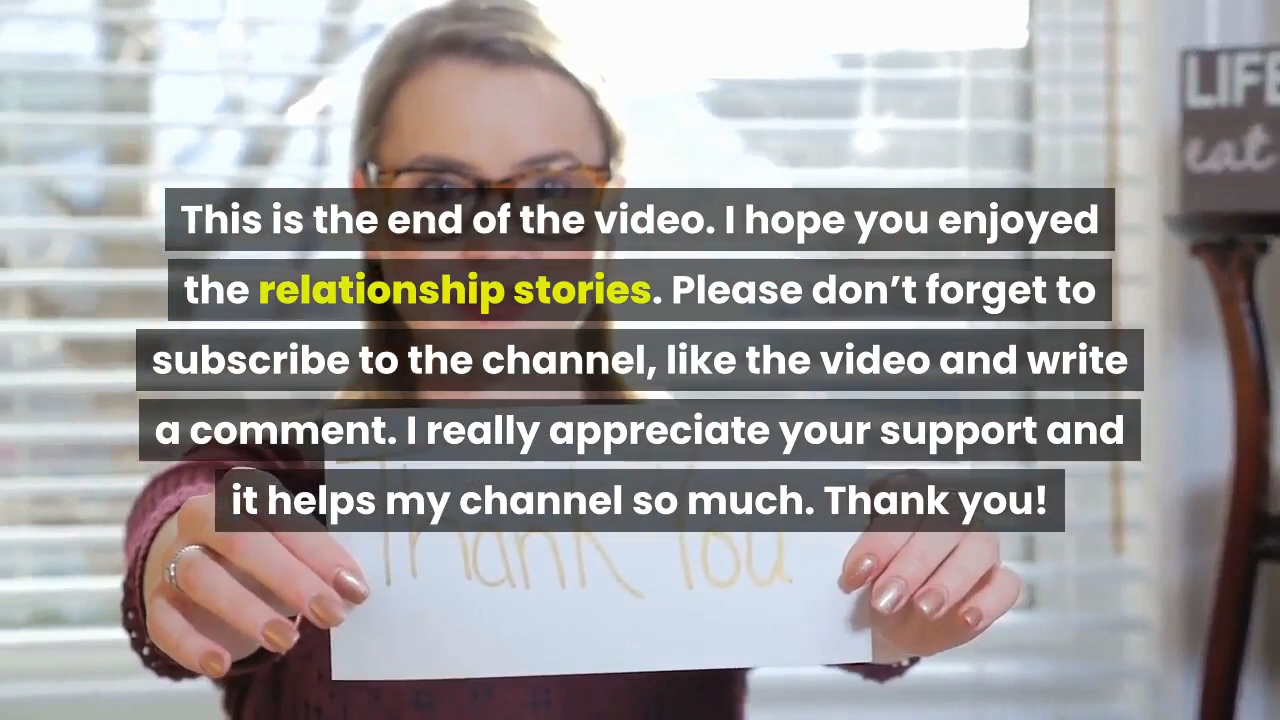 LIFE
eat
This is the end of the video. I hope you enjoyed
the relationship stories. Please don’t forget to
subscribe to the channel, like the video and write
a comment. I really appreciate your support and
it helps my channel so much. Thank you!
Thank You